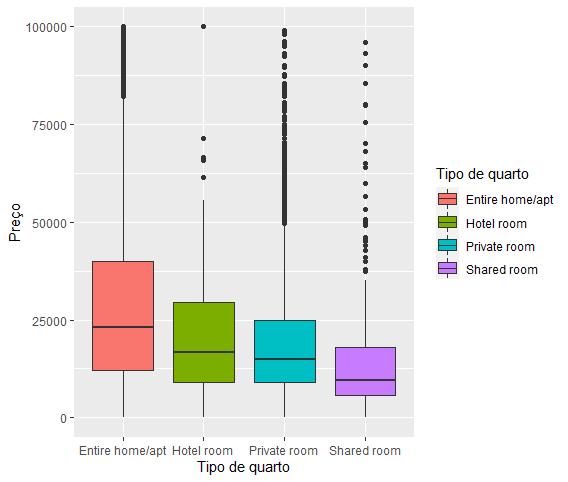 100000
75000
50000
25000
0
Preço
Entire home/apt Hotel room Private room Shared room
Tipo de quarto
Tipo de quarto
Entire home/apt
Hotel room
Private room
Shared room